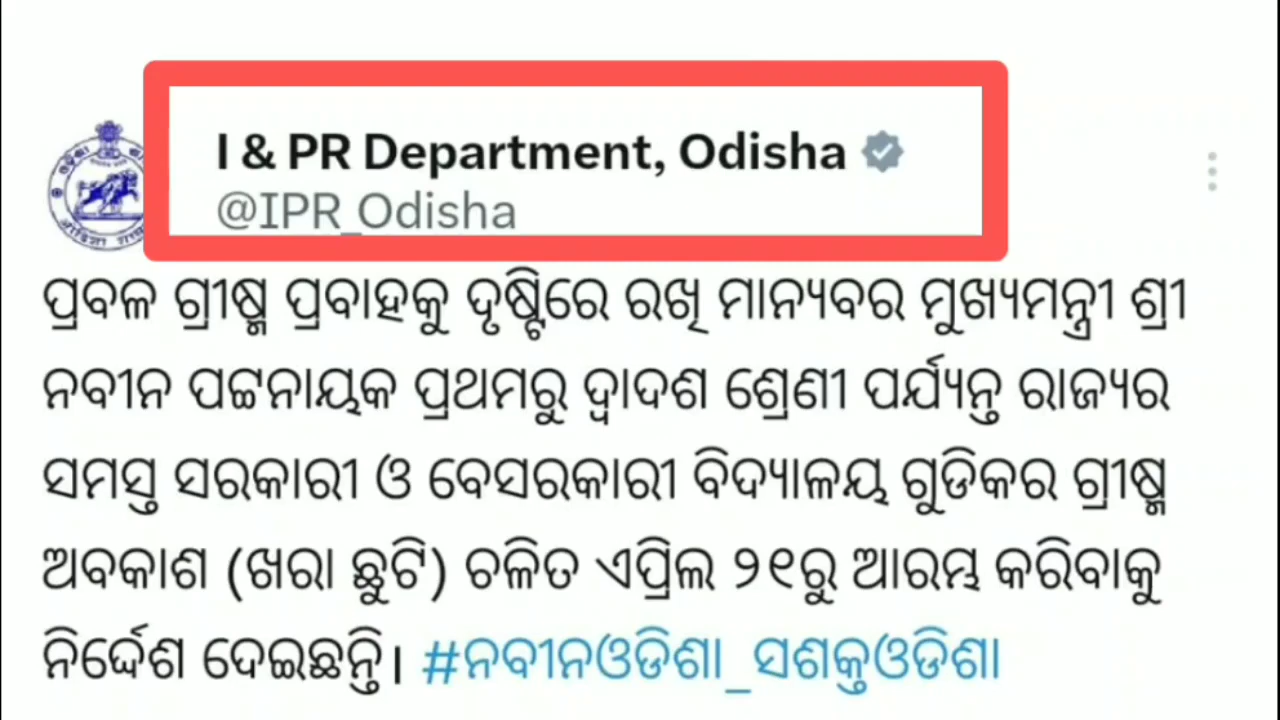 I & PR Department, Odisha
@IPR_Odisha
ପ୍ରବଳ ଗ୍ରୀଷ୍ମ ପ୍ରବାହକୁ ଦୃଷ୍ଟିରେ ରଖି ମାନ୍ୟବର ମୁଖ୍ୟମନ୍ତ୍ରୀ ଶ୍ରୀ
ନବୀନ ପଟ୍ଟନାୟକ ପ୍ରଥମରୁ ଦ୍ୱାଦଶ ଶ୍ରେଣୀ ପର୍ଯ୍ୟନ୍ତ ରାଜ୍ୟର
ସମସ୍ତ ସରକାରୀ ଓ ବେସରକାରୀ ବିଦ୍ୟାଳୟ ଗୁଡିକର ଗ୍ରୀଷ୍ମ
ଅବକାଶ (ଖରା ଛୁଟି) ଚଳିତ ଏପ୍ରିଲ ୨୧ରୁ ଆରମ୍ଭ କରିବାକୁ
ନିର୍ଦ୍ଦେଶ ଦେଇଛନ୍ତି। #ନବୀନଓଡିଶା_ସଶକ୍ତଓଡିଶା